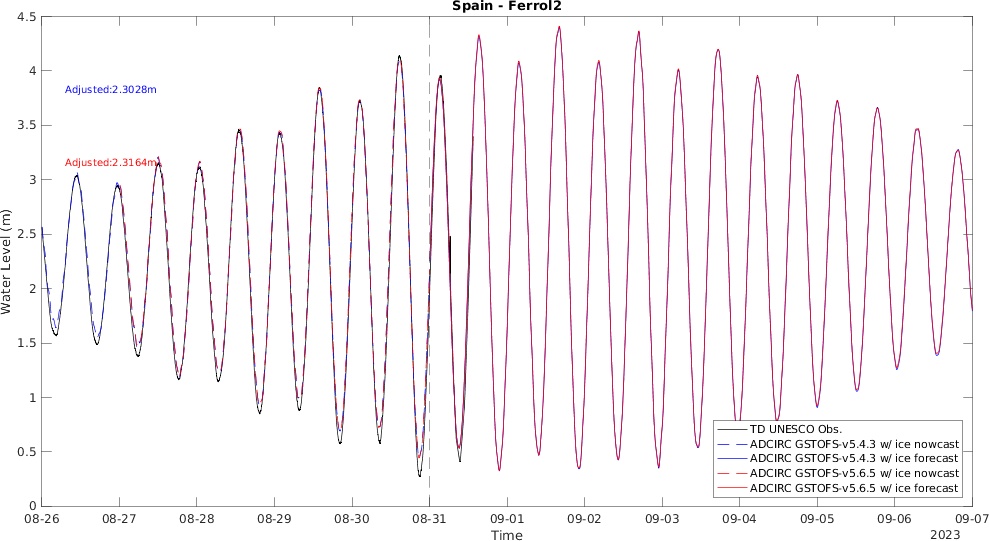 Spain - Ferrol2
4.5
4
3.5
3
2.5
2
1.5
1
0.5
0
Water Level (m)
Adjusted:2.3028m
Adjusted:2.3164m
TD UNESCO Obs.
ADCIRC GSTOFS-v5.4.3 w/ ice nowcast
ADCIRC GSTOFS-v5.4.3 w/ ice forecast
ADCIRC GSTOFS-v5.6.5 w/ ice nowcast
ADCIRC GSTOFS-v5.6.5 w/ ice forecast
08-26 08-27 08-28 08-29 08-30 08-31 09-01 09-02 09-03 09-04 09-05 09-06 09-07
Time
2023